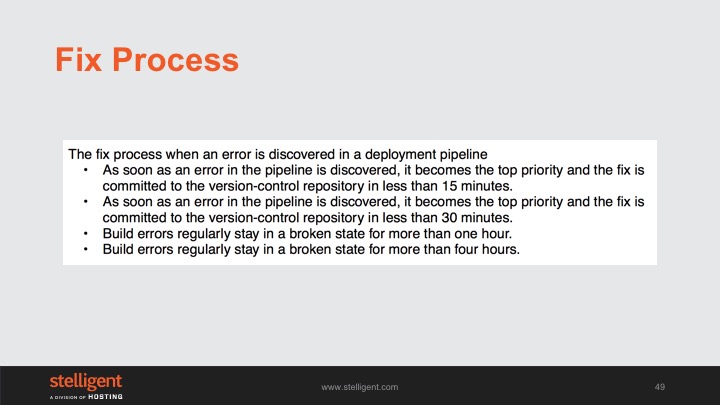 Fix Process
The fix process when an error is discovered in a deployment pipeline
• As soon as an error in the pipeline is discovered, it becomes the top priority and the fix is
committed to the version-control repository in less than 15 minutes.
• As soon as an error in the pipeline is discovered, it becomes the top priority and the fix is
committed to the version-control repository in less than 30 minutes.
• Build errors regularly stay in a broken state for more than one hour.
• Build errors regularly stay in a broken state for more than four hours.
stelligent
A DIVISION OF HOSTING
www.stelligent.com
49